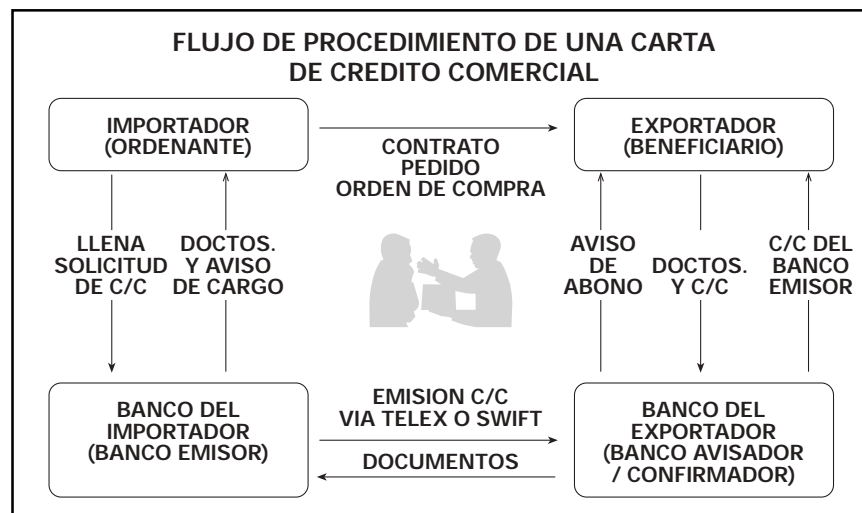 FLUJO DE PROCEDIMIENTO DE UNA CARTA
DE CREDITO COMERCIAL
IMPORTADOR
(ORDENANTE)
CONTRATO
PEDIDO
ORDEN DE COMPRA
EXPORTADOR
(BENEFICIARIO)
LLENA
SOLICITUD
DE C/C
DOCTOS.
Y AVISO
DE CARGO
AVISO
DE
ABONO
DOCTOS.
Y C/C
C/C DEL
BANCO
EMISOR
BANCO DEL
IMPORTADOR
(BANCO EMISOR)
EMISION C/C
VIA TELEX O SWIFT
DOCUMENTOS
BANCO DEL
EXPORTADOR
(BANCO AVISADOR
/ CONFIRMADOR)